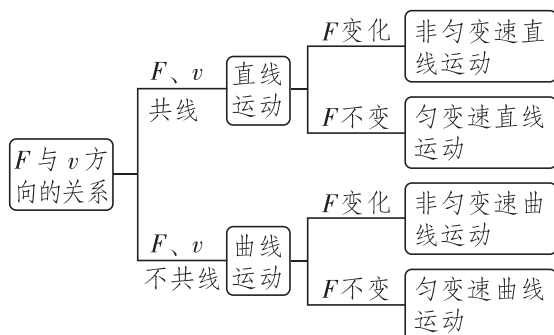 F与v方
向的关系
F、v
共线
直线
运动
F变化
非匀变速直
线运动
F不变
匀变速直线
运动
F、v
不共线
曲线
运动
F变化
非匀变速曲
线运动
F不变
匀变速曲线
运动